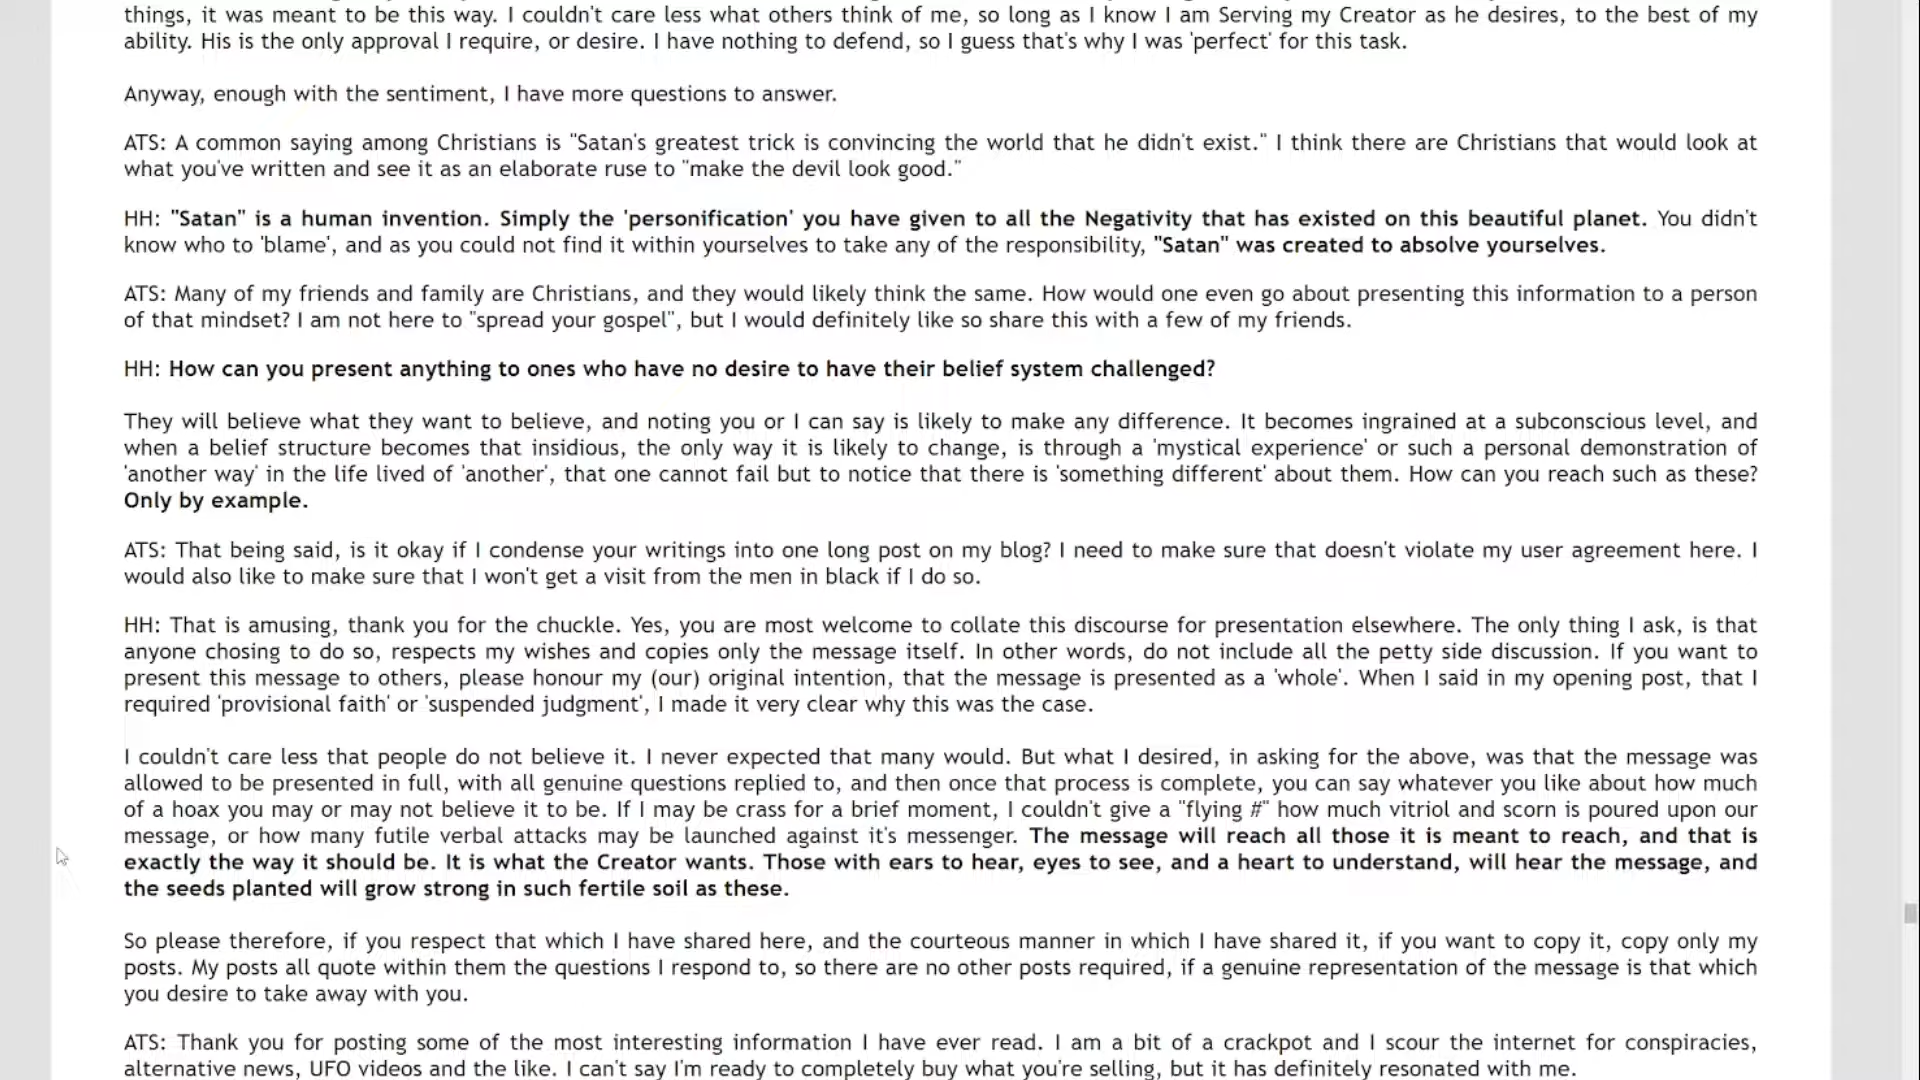 things, it was meant to be this way. I couldn't care less what others think of me, so long as I know I am Serving my Creator as he desires, to the best of my
ability. His is the only approval I require, or desire. I have nothing to defend, so I guess that's why I was 'perfect' for this task.
Anyway, enough with the sentiment, I have more questions to answer.
ATS: A common saying among Christians is "Satan's greatest trick is convincing the world that he didn't exist." I think there are Christians that would look at
what you've written and see it as an elaborate ruse to "make the devil look good."
HH: "Satan" is a human invention. Simply the 'personification' you have given to all the Negativity that has existed on this beautiful planet. You didn't
know who to 'blame', and as you could not find it within yourselves to take any of the responsibility, "Satan" was created to absolve yourselves.
ATS: Many of my friends and family are Christians, and they would likely think the same. How would one even go about presenting this information to a person
of that mindset? I am not here to "spread your gospel", but I would definitely like so share this with a few of my friends.
HH: How can you present anything to ones who have no desire to have their belief system challenged?
They will believe what they want to believe, and noting you or I can say is likely to make any difference. It becomes ingrained at a subconscious level, and
when a belief structure becomes that insidious, the only way it is likely to change, is through a 'mystical experience' or such a personal demonstration of
'another way' in the life lived of 'another', that one cannot fail but to notice that there is 'something different' about them. How can you reach such as these?
Only by example.
ATS: That being said, is it okay if I condense your writings into one long post on my blog? I need to make sure that doesn't violate my user agreement here. I
would also like to make sure that I won't get a visit from the men in black if I do so.
HH: That is amusing, thank you for the chuckle. Yes, you are most welcome to collate this discourse for presentation elsewhere. The only thing I ask, is that
anyone chosing to do so, respects my wishes and copies only the message itself. In other words, do not include all the petty side discussion. If you want to
present this message to others, please honour my (our) original intention, that the message is presented as a 'whole'. When I said in my opening post, that I
required 'provisional faith' or 'suspended judgment', I made it very clear why this was the case.
I couldn't care less that people do not believe it. I never expected that many would. But what I desired, in asking for the above, was that the message was
allowed to be presented in full, with all genuine questions replied to, and then once that process is complete, you can say whatever you like about how much
of a hoax you may or may not believe it to be. If I may be crass for a brief moment, I couldn't give a "flying #" how much vitriol and scorn is poured upon our
message, or how many futile verbal attacks may be launched against it's messenger. The message will reach all those it is meant to reach, and that is
exactly the way it should be. It is what the Creator wants. Those with ears to hear, eyes to see, and a heart to understand, will hear the message, and
the seeds planted will grow strong in such fertile soil as these.
So please therefore, if you respect that which I have shared here, and the courteous manner in which I have shared it, if you want to copy it, copy only my
posts. My posts all quote within them the questions I respond to, so there are no other posts required, if a genuine representation of the message is that which
you desire to take away with you.
ATS: Thank you for posting some of the most interesting information I have ever read. I am a bit of a crackpot and I scour the internet for conspiracies,
alternative news, UFO videos and the like. I can't say I'm ready to completely buy what you're selling, but it has definitely resonated with me.